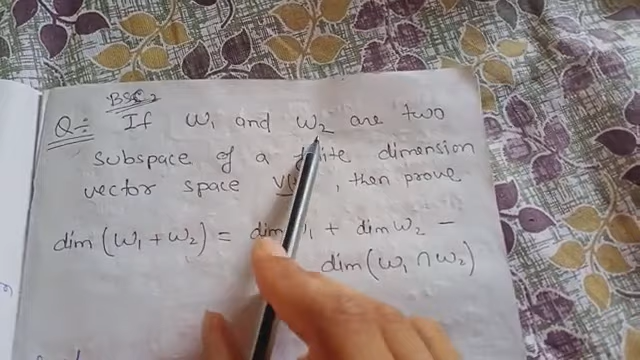 BSC-2
Q÷ If W₁ and W₂ are two
subspace of a finite dimension
vector space V( , then prove
dim (W₁ + W₂) = dim W₁ + dim W₂ -
dim (W₁ ∩ W₂)